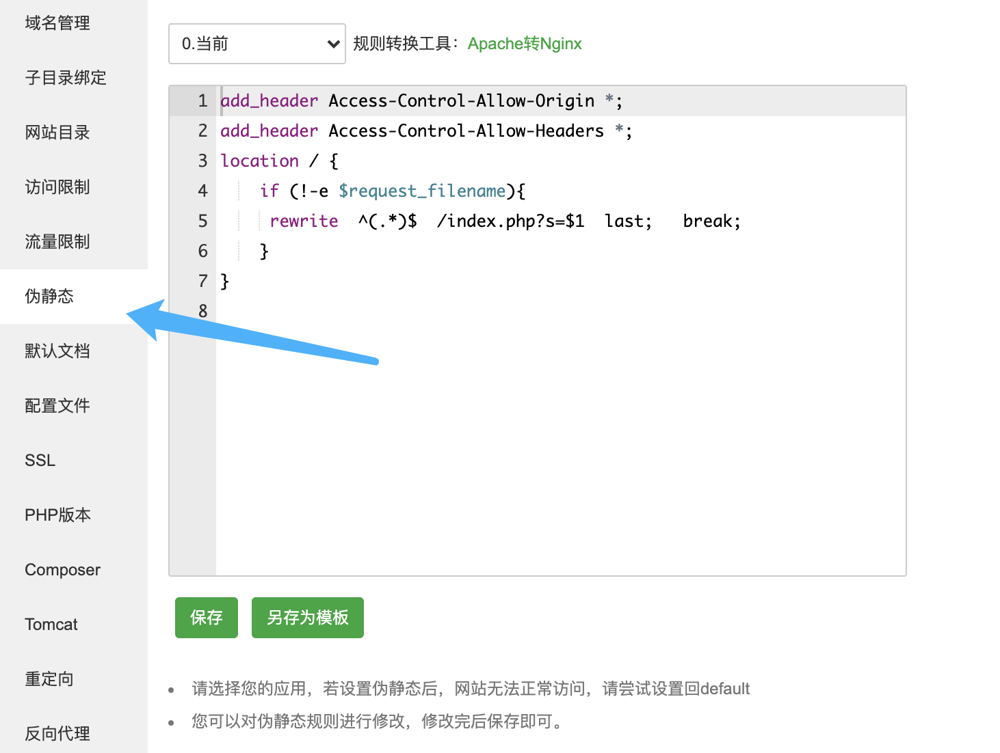 域名管理
子目录绑定
网站目录
访问限制
流量限制
伪静态
默认文档
配置文件
SSL
PHP版本
Composer
Tomcat
重定向
反向代理
0.当前 规则转换工具：Apache转Nginx
1 add_header Access-Control-Allow-Origin *;
2 add_header Access-Control-Allow-Headers *;
3 location / {
4 if (!-e $request_filename){
5 rewrite ^(.*)$ /index.php?s=$1 last; break;
6 }
7 }
8
保存 另存为模板
• 请选择您的应用，若设置伪静态后，网站无法正常访问，请尝试设置回default
• 您可以对伪静态规则进行修改，修改完后保存即可。